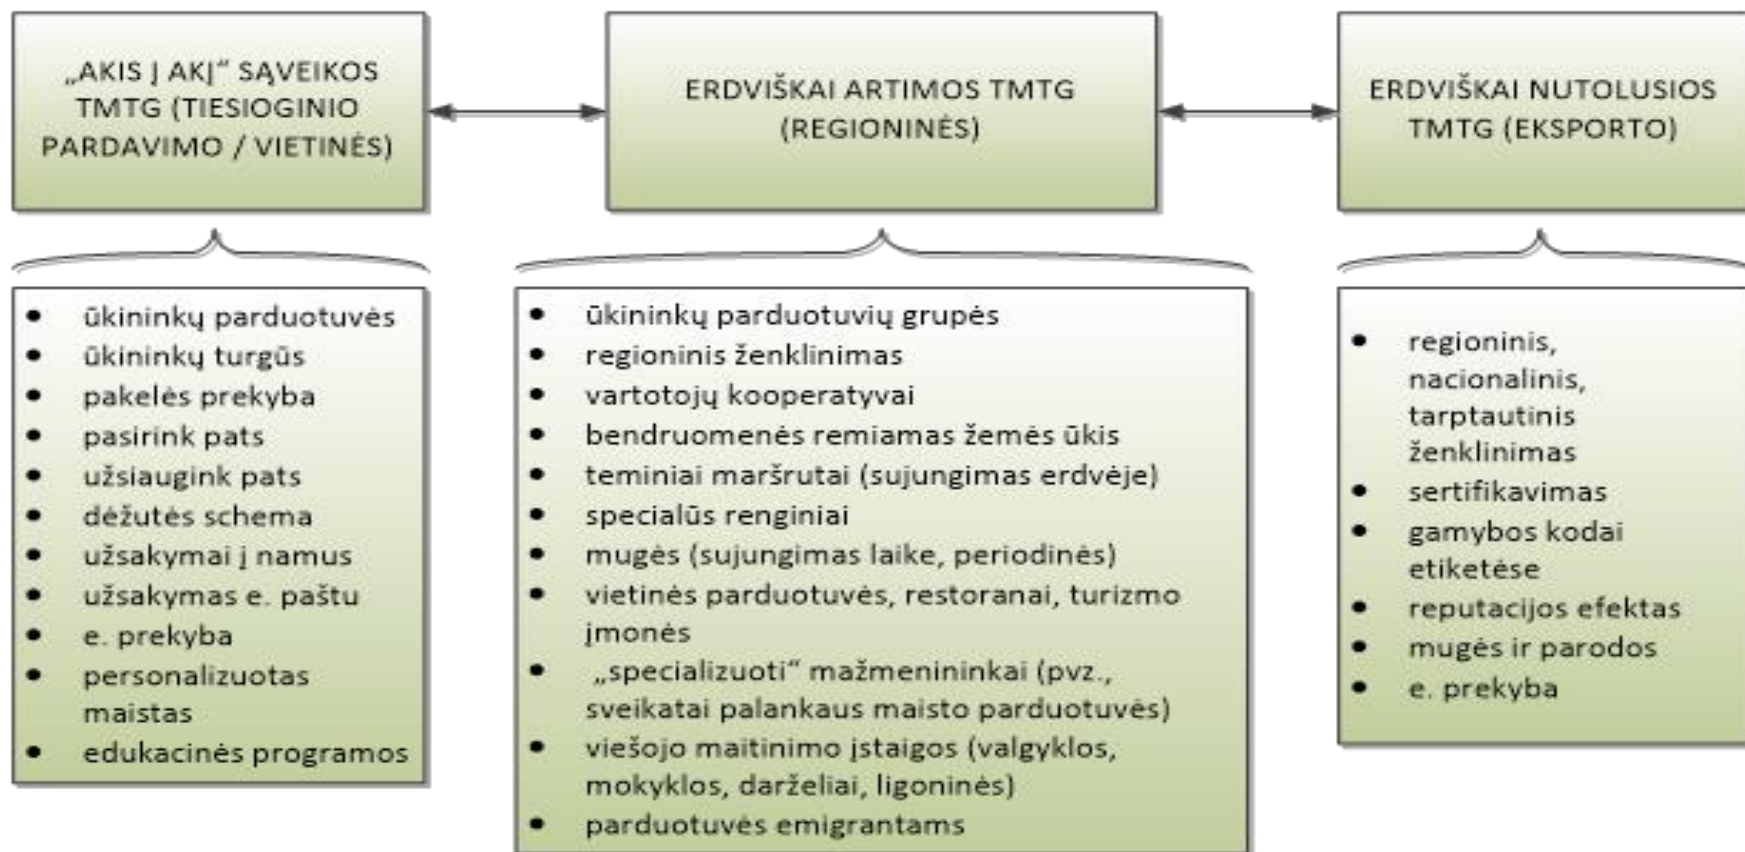 „AKIS Į AKĮ“ SĄVEIKOS
TMTG (TIESIOGINIO
PARDAVIMO / VIETINĖS)
ERDVIŠKAI ARTIMOS TMTG
(REGIONINĖS)
ERDVIŠKAI NUTOLUSIOS
TMTG (EKSPORTO)
• ūkininkų parduotuvės
• ūkininkų turgūs
• pakelės prekyba
• pasirink pats
• užsiaugink pats
• dėžutės schema
• užsakymai į namus
• užsakymas e. paštu
• e. prekyba
• personalizuotas
maistas
• edukacinės programos
• ūkininkų parduotuvių grupės
• regioninis ženklinimas
• vartotojų kooperatyvai
• bendruomenės remiamas žemės ūkis
• teminiai maršrutai (sujungimas erdvėje)
• specialūs renginiai
• mugės (sujungimas laike, periodinės)
• vietinės parduotuvės, restoranai, turizmo
įmonės
• „specializuoti“ mažmenininkai (pvz.,
sveikatai palankaus maisto parduotuvės)
• viešojo maitinimo įstaigos (valgyklos,
mokyklos, darželiai, ligoninės)
• parduotuvės emigrantams
• regioninis,
nacionalinis,
tarptautinis
ženklinimas
• sertifikavimas
• gamybos kodai
etiketėse
• reputacijos efektas
• mugės ir parodos
• e. prekyba